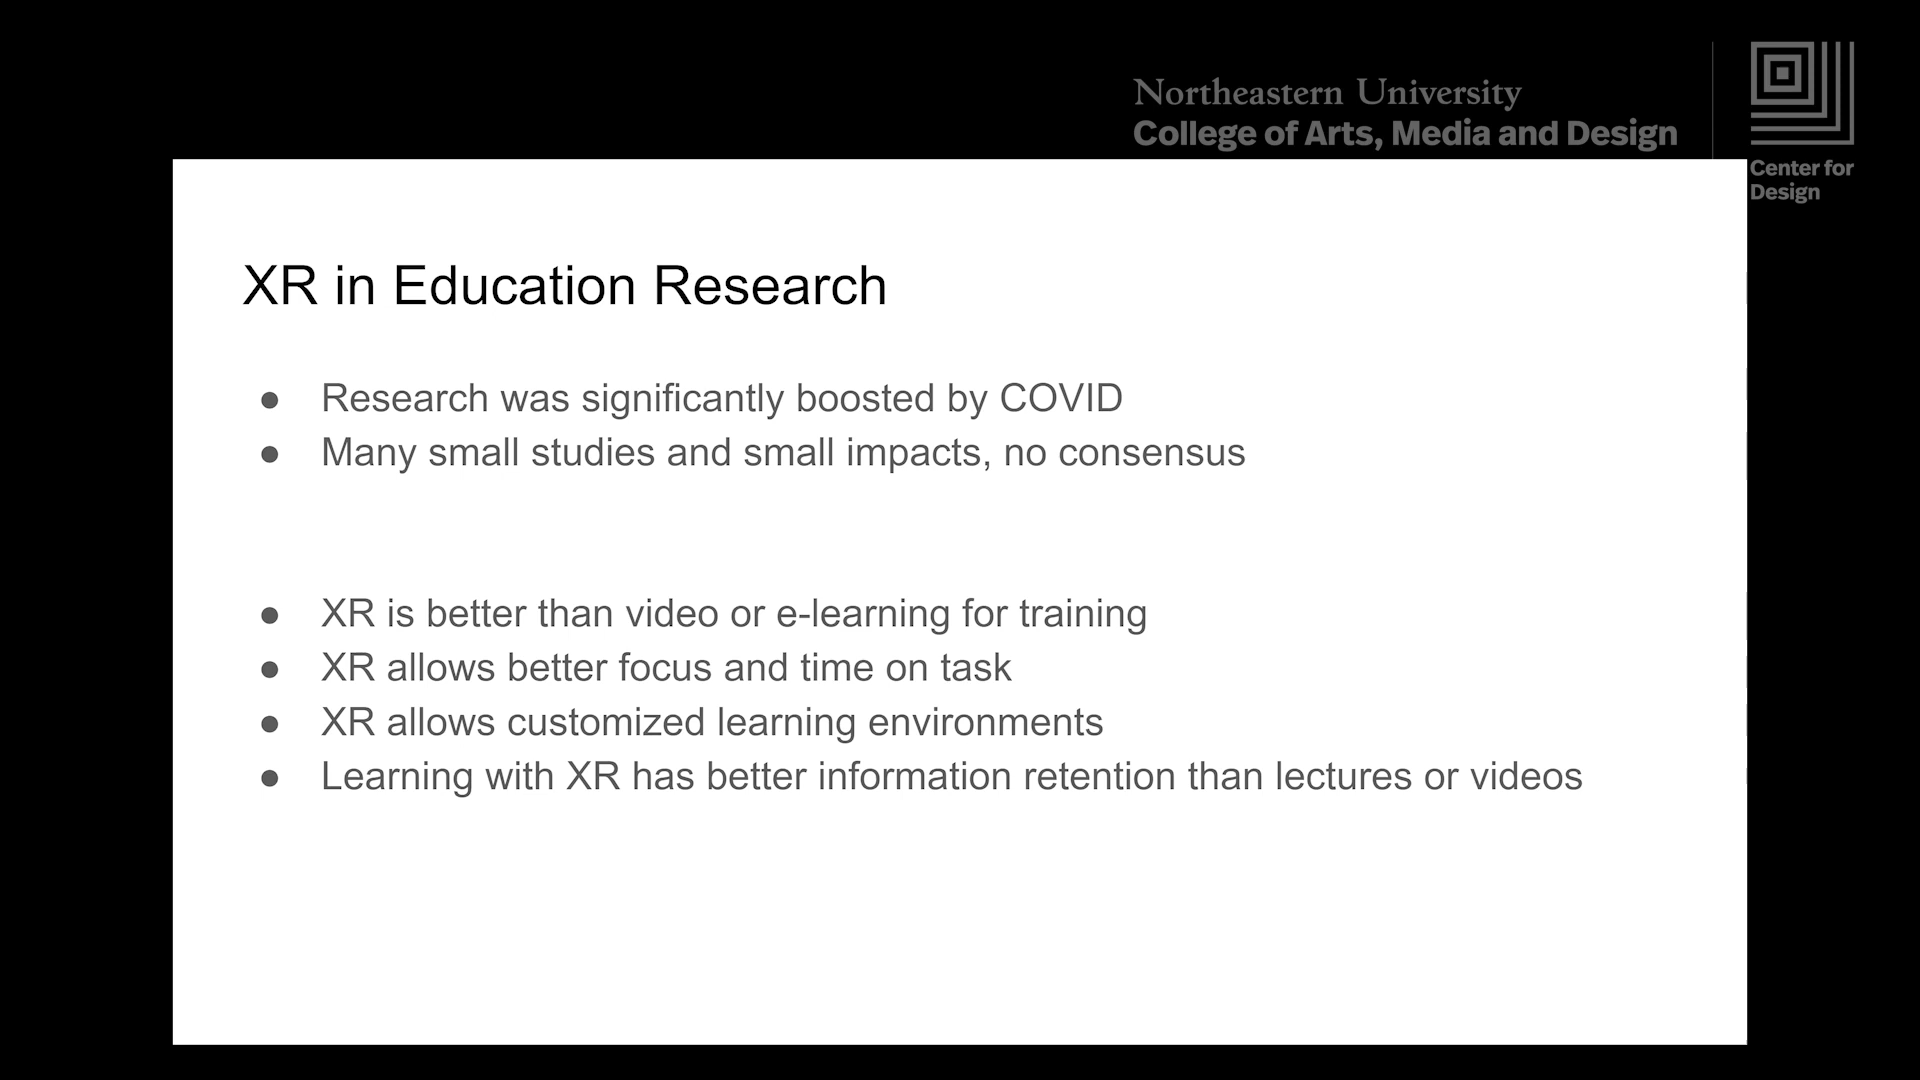 Northeastern University
College of Arts, Media and Design
Center for
Design
XR in Education Research
● Research was significantly boosted by COVID
● Many small studies and small impacts, no consensus
● XR is better than video or e-learning for training
● XR allows better focus and time on task
● XR allows customized learning environments
● Learning with XR has better information retention than lectures or videos